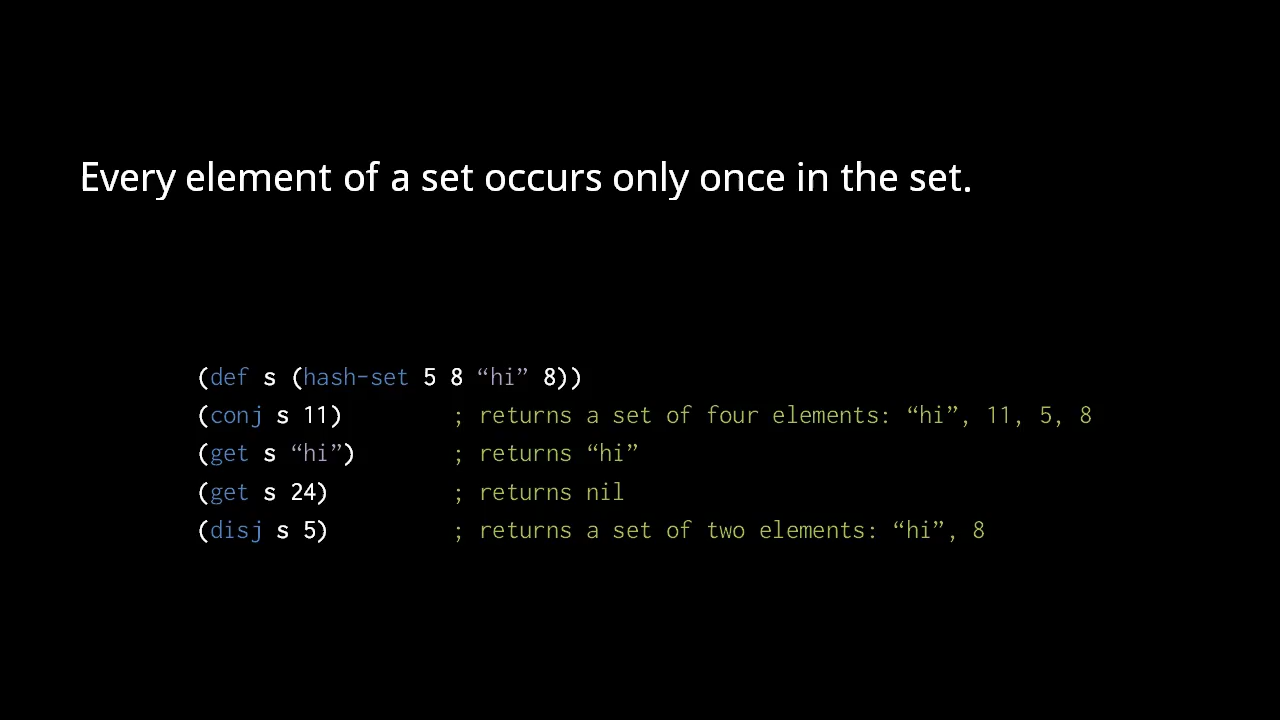 Every element of a set occurs only once in the set.
(def s (hash-set 5 8 “hi” 8))
(conj s 11) ; returns a set of four elements: “hi”, 11, 5, 8
(get s “hi”) ; returns “hi”
(get s 24) ; returns nil
(disj s 5) ; returns a set of two elements: “hi”, 8